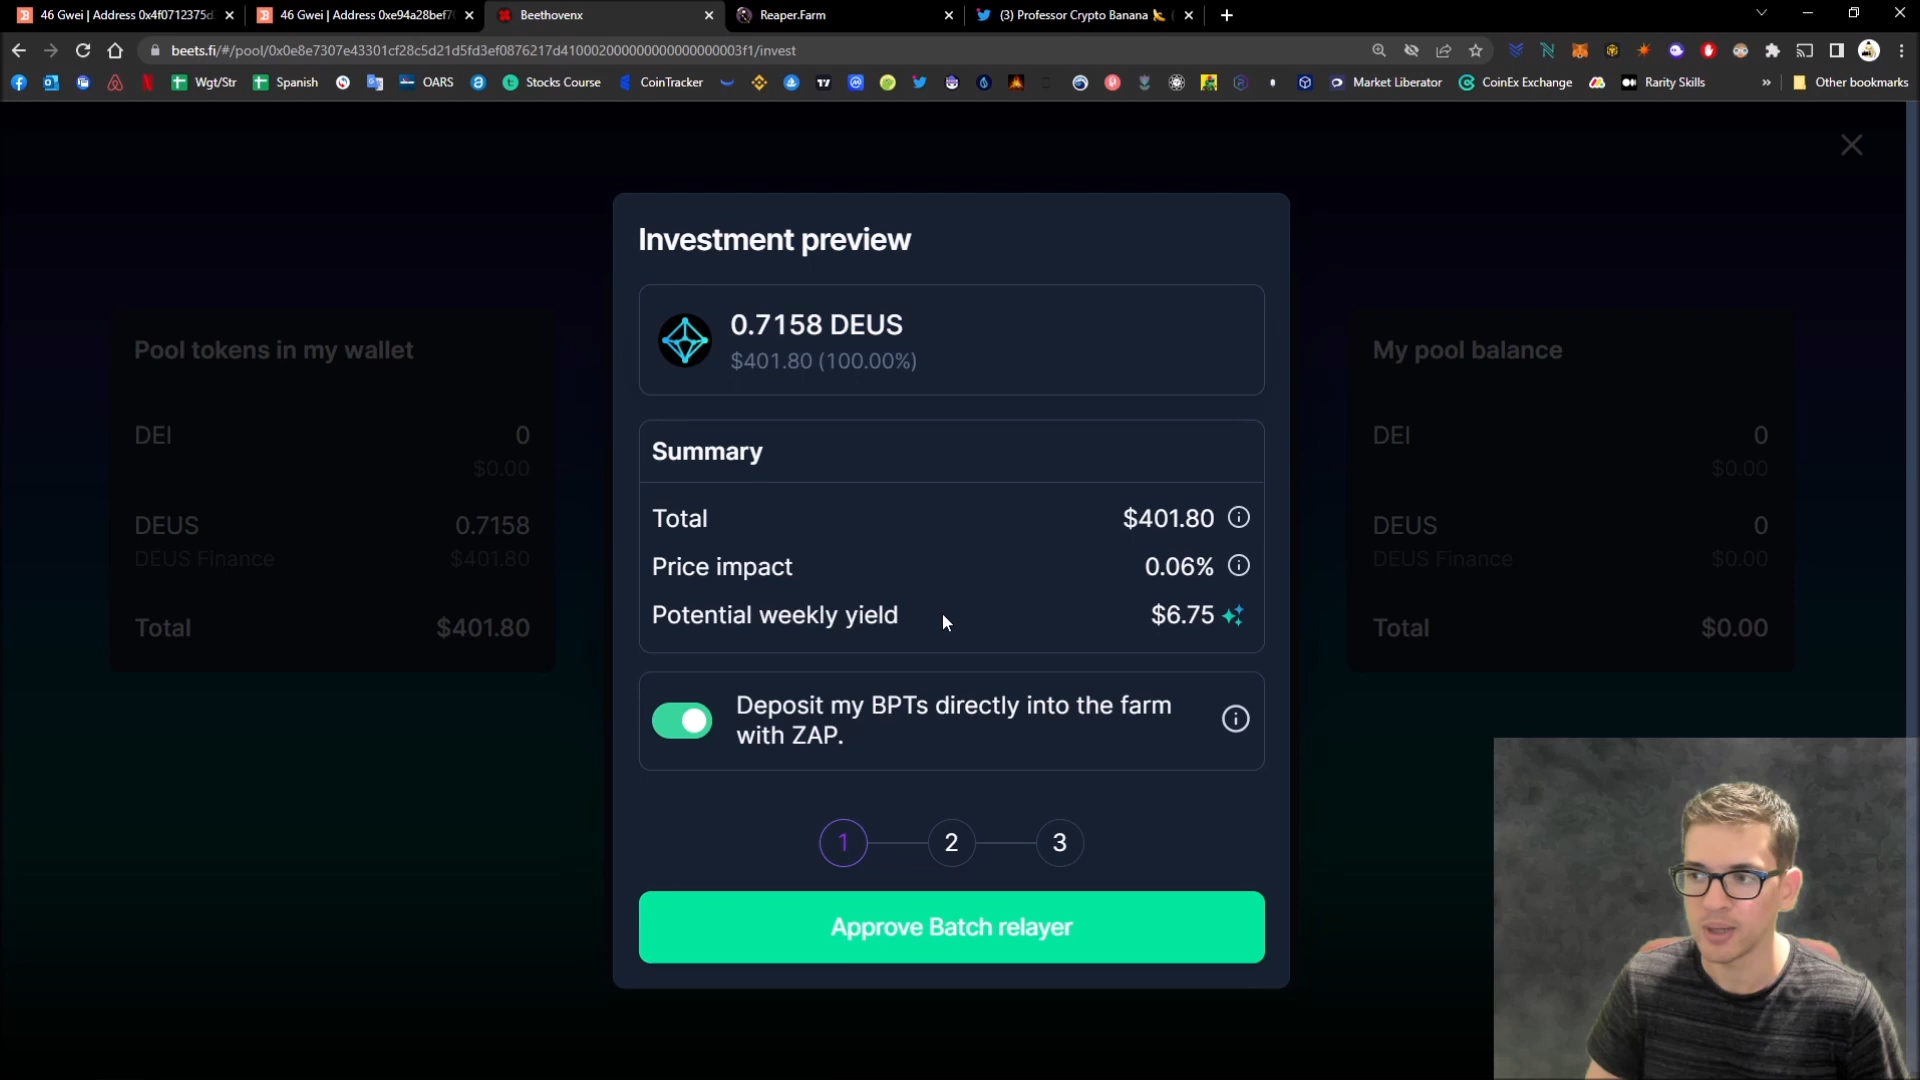 46 Gwei | Address 0x4f0712375d
46 Gwei | Address 0xe94a28bef7
Beethovenx
Reaper.Farm
(3) Professor Crypto Banana
beets.fi/#/pool/0x0e8e7307e43301cf28c5d21d5fd3ef0876217d410002000000000000000003f1/invest
Wgt/Str
Spanish
OARS
Stocks Course
CoinTracker
Market Liberator
CoinEx Exchange
Rarity Skills
»
Other bookmarks
Investment preview
0.7158 DEUS
$401.80 (100.00%)
Summary
Total $401.80
Price impact 0.06%
Potential weekly yield $6.75
Deposit my BPTs directly into the farm
with ZAP.
1 2 3
Approve Batch relayer
Pool tokens in my wallet
DEI 0
$0.00
DEUS 0.7158
DEUS Finance $401.80
Total $401.80
My pool balance
DEI 0
$0.00
DEUS 0
DEUS Finance $0.00
Total $0.00